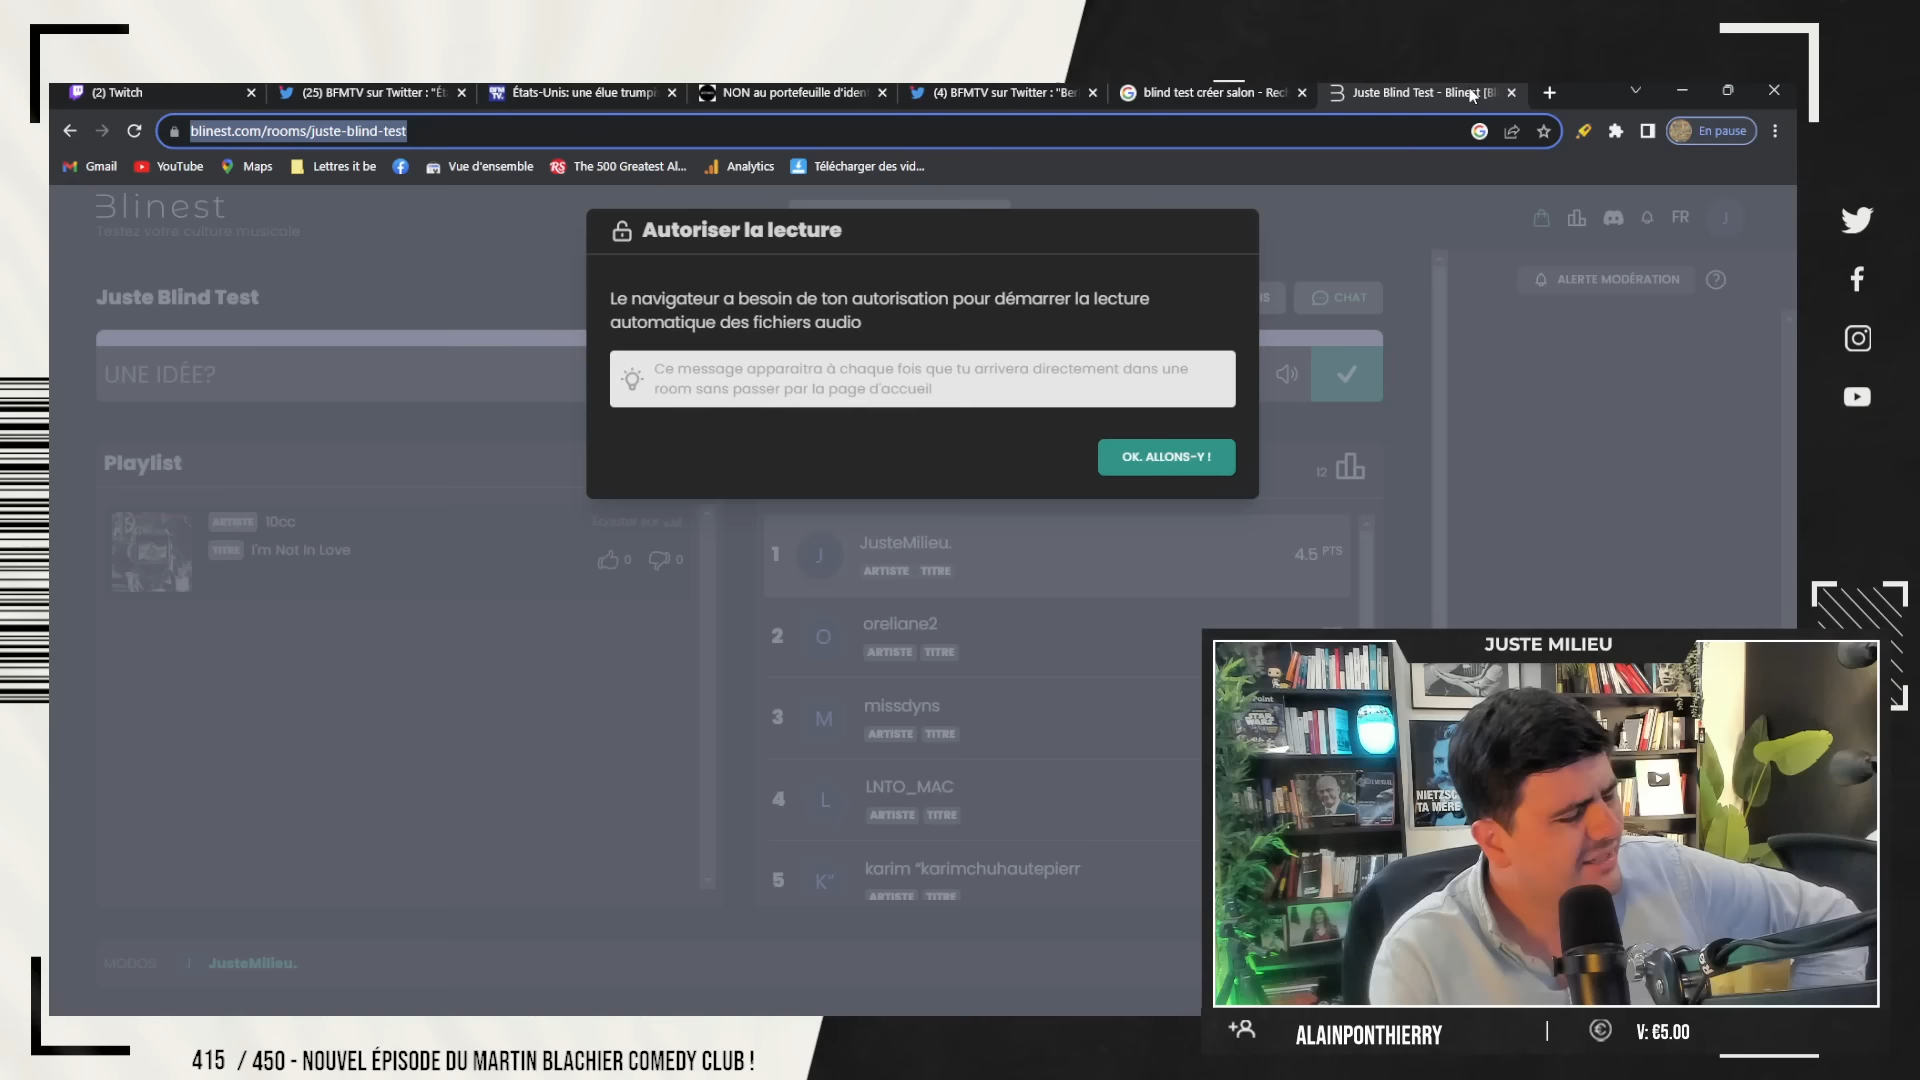 (2) Twitch
(25) BFMTV sur Twitter : "Ét
États-Unis: une élue trumpi
NON au portefeuille d'iden
(4) BFMTV sur Twitter : "Ber
blind test créer salon - Rec
Juste Blind Test - Blinest [Bl
blinest.com/rooms/juste-blind-test
En pause
Gmail
YouTube
Maps
Lettres it be
Vue d'ensemble
The 500 Greatest Al...
Analytics
Télécharger des vid...
Blinest
Testez votre culture musicale
FR
J
Autoriser la lecture
Le navigateur a besoin de ton autorisation pour démarrer la lecture
automatique des fichiers audio
Ce message apparaitra à chaque fois que tu arrivera directement dans une
room sans passer par la page d'accueil
OK. ALLONS-Y !
Juste Blind Test
CHAT
ALERTE MODÉRATION
UNE IDÉE?
Playlist
12
ARTISTE 10cc
TITRE I'm Not In Love
0 0
1 J JusteMilieu. 4.5 PTS
ARTISTE TITRE
2 O oreliane2
ARTISTE TITRE
3 M missdyns
ARTISTE TITRE
4 L LNTO_MAC
ARTISTE TITRE
5 K" karim "karimchuhautepierr
ARTISTE TITRE
MODOS J JusteMilieu.
JUSTE MILIEU
NIETZSC
TA MÈRE
STAR
WARS
ALAINPONTHIERRY | V: €5.00
415 / 450 - NOUVEL ÉPISODE DU MARTIN BLACHIER COMEDY CLUB !